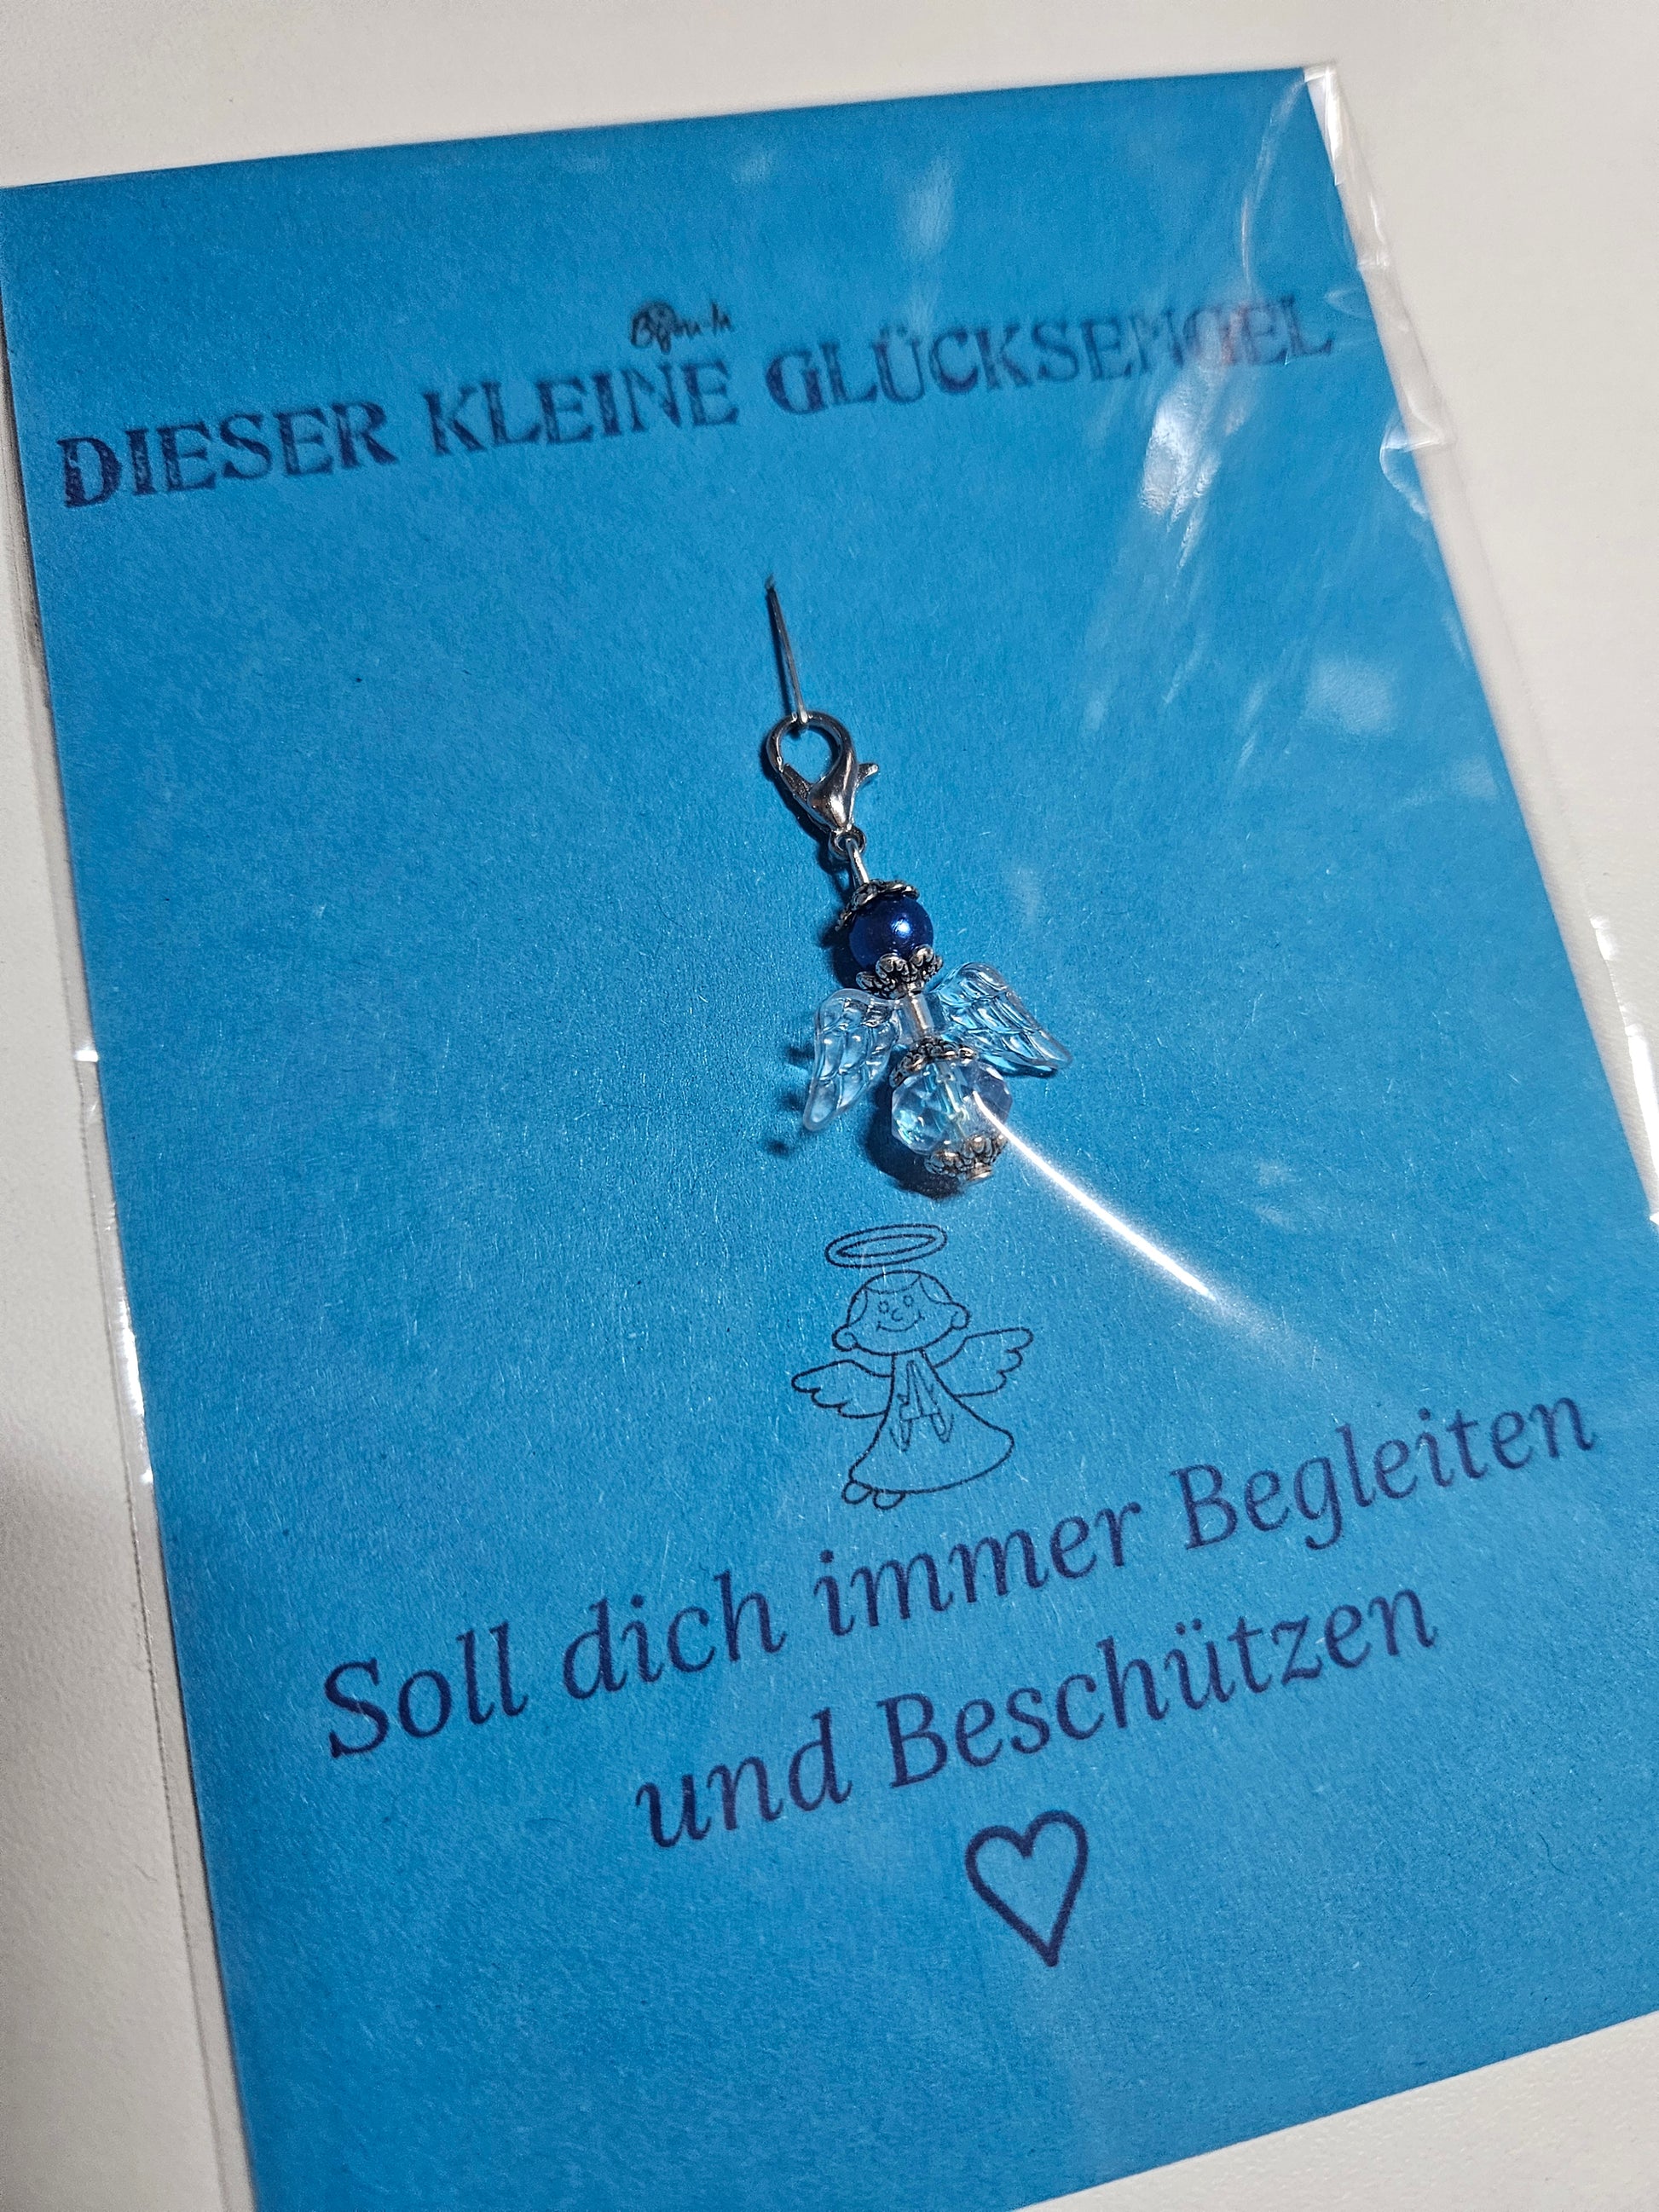 DIESER KLEINE GLÜCKSENGEL
Soll dich immer Begleiten
und Beschützen